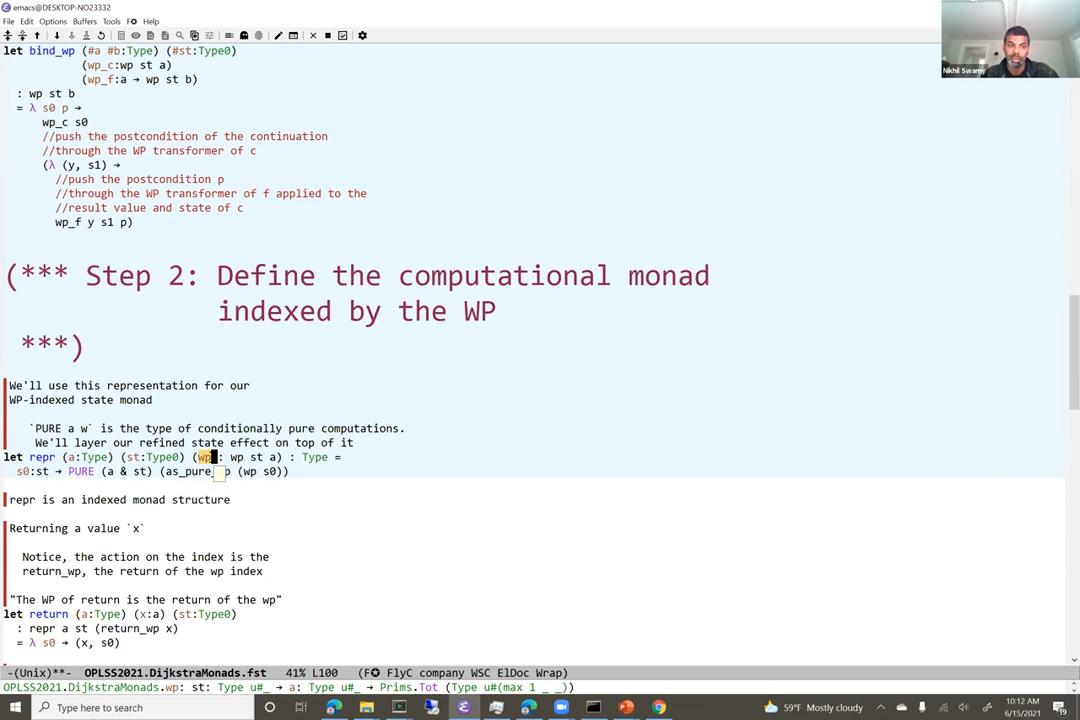 emacs@DESKTOP-NO23332
File Edit Options Buffers Tools F✪ Help
let bind_wp (#a #b:Type) (#st:Type0)
(wp_c:wp st a)
(wp_f:a → wp st b)
: wp st b
= λ s0 p →
wp_c s0
//push the postcondition of the continuation
//through the WP transformer of c
(λ (y, s1) →
//push the postcondition p
//through the WP transformer of f applied to the
//result value and state of c
wp_f y s1 p)
(*** Step 2: Define the computational monad
indexed by the WP
***)
We'll use this representation for our
WP-indexed state monad
`PURE a w` is the type of conditionally pure computations.
We'll layer our refined state effect on top of it
let repr (a:Type) (st:Type0) (wp : wp st a) : Type =
s0:st → PURE (a & st) (as_pure_ p (wp s0))
repr is an indexed monad structure
Returning a value `x`
Notice, the action on the index is the
return_wp, the return of the wp index
"The WP of return is the return of the wp"
let return (a:Type) (x:a) (st:Type0)
: repr a st (return_wp x)
= λ s0 → (x, s0)
-(Unix)**- OPLSS2021.DijkstraMonads.fst 41% L100 (F✪ FlyC company WSC ElDoc Wrap)
OPLSS2021.DijkstraMonads.wp: st: Type u#_ → a: Type u#_ → Prims.Tot (Type u#(max 1 _ _))
Type here to search
59°F Mostly cloudy
10:12 AM
6/15/2021
19
Nikhil Swamy